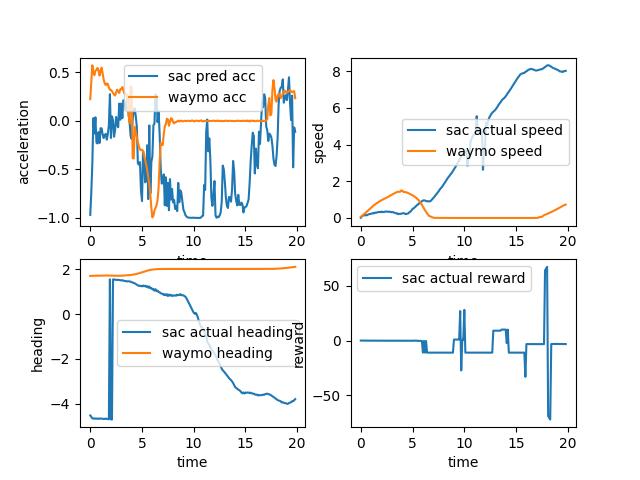 sac pred acc
waymo acc
acceleration
0.5
0.0
−0.5
−1.0
0 5 10 15 20
time
sac actual speed
waymo speed
speed
8
6
4
2
0
0 5 10 15 20
time
sac actual heading
waymo heading
heading
2
0
−2
−4
0 5 10 15 20
time
sac actual reward
reward
50
0
−50
0 5 10 15 20
time